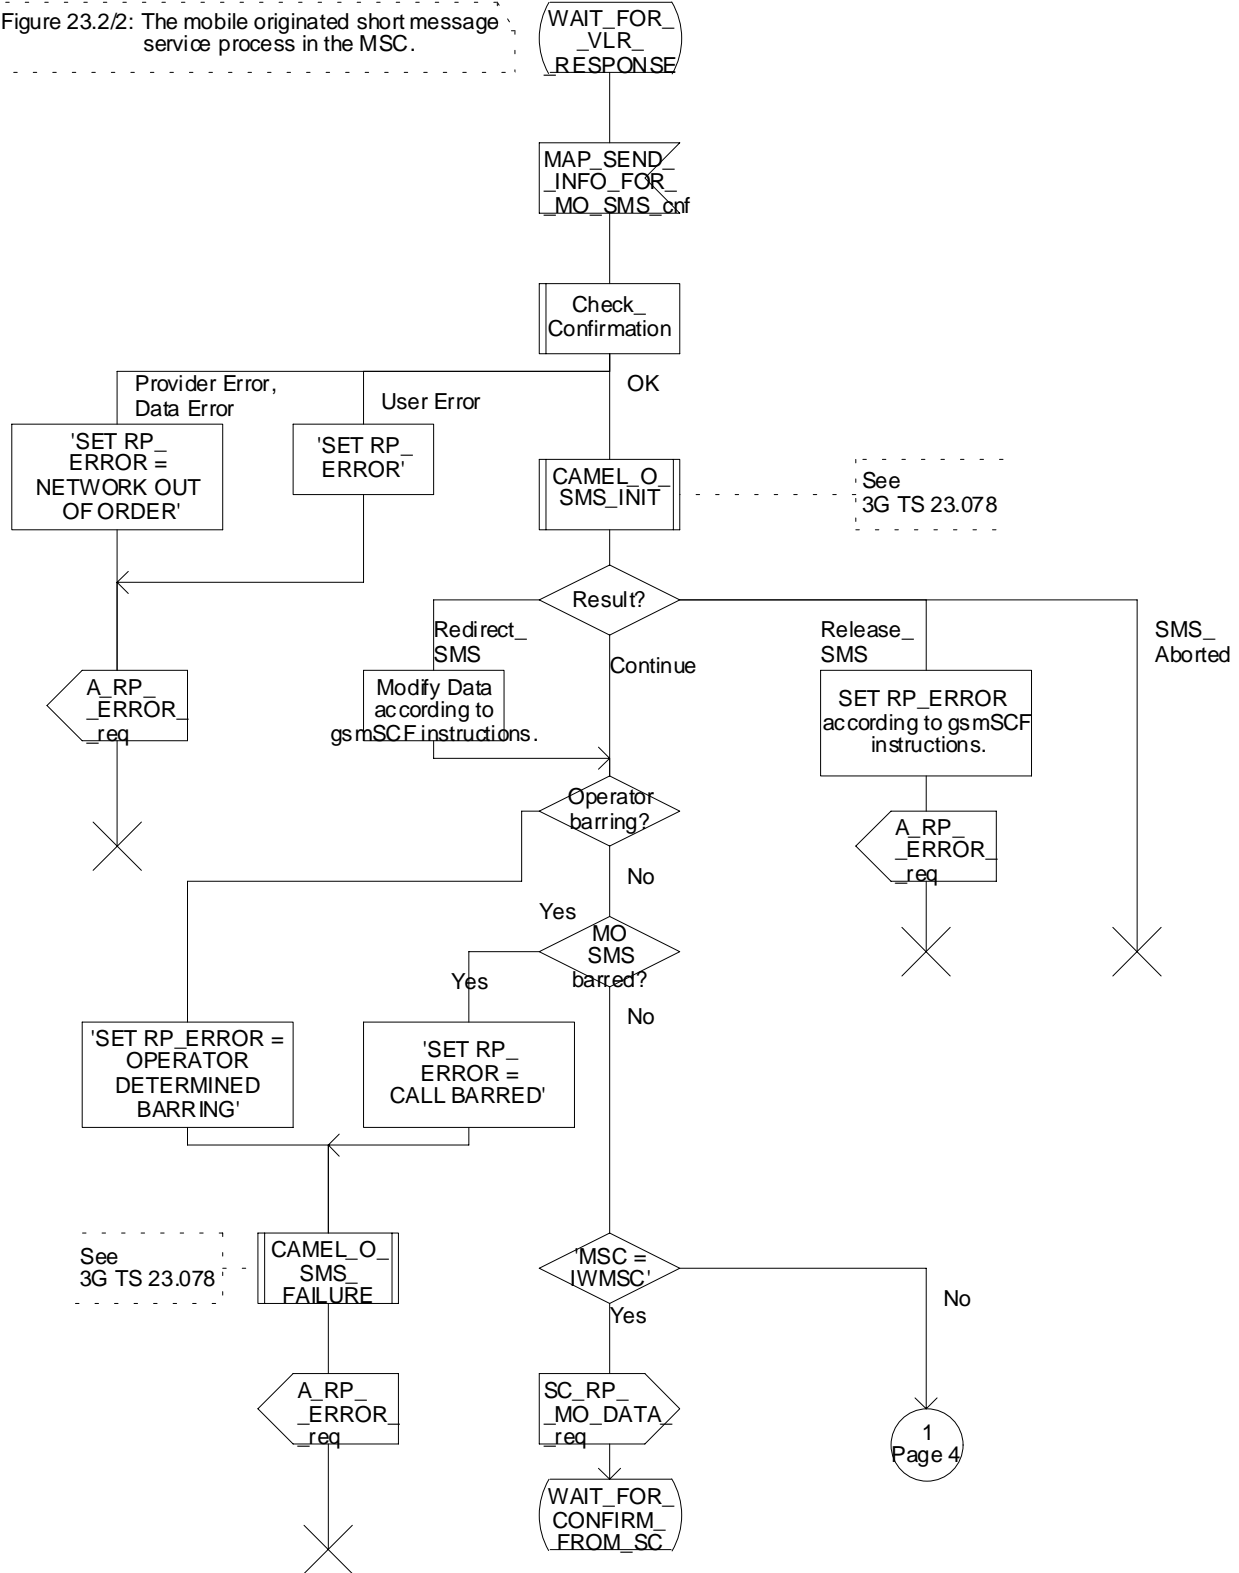 Figure 23.2/2: The mobile originated short message
service process in the MSC.
WAIT_FOR_
_VLR_
_RESPONSE
MAP_SEND_
_INFO_FOR_
_MO_SMS_cnf
Check_
Confirmation
Provider Error,
Data Error
User Error
OK
'SET RP_
ERROR =
NETWORK OUT
OF ORDER'
'SET RP_
ERROR'
CAMEL_O_
SMS_INIT
See
3G TS 23.078
Result?
Redirect_
SMS
Continue
Release_
SMS
SMS_
Aborted
A_RP_
_ERROR_
_req
Modify Data
according to
gsmSCF instructions.
SET RP_ERROR
according to gsmSCF
instructions.
Operator
barring?
A_RP_
_ERROR_
_req
No
Yes
MO
SMS
barred?
Yes
No
'SET RP_ERROR =
OPERATOR
DETERMINED
BARRING'
'SET RP_
ERROR =
CALL BARRED'
See
3G TS 23.078
CAMEL_O_
SMS_
FAILURE
'MSC =
IWMSC'
No
Yes
A_RP_
_ERROR_
_req
SC_RP_
_MO_DATA_
_req
1
Page 4
WAIT_FOR_
CONFIRM_
_FROM_SC